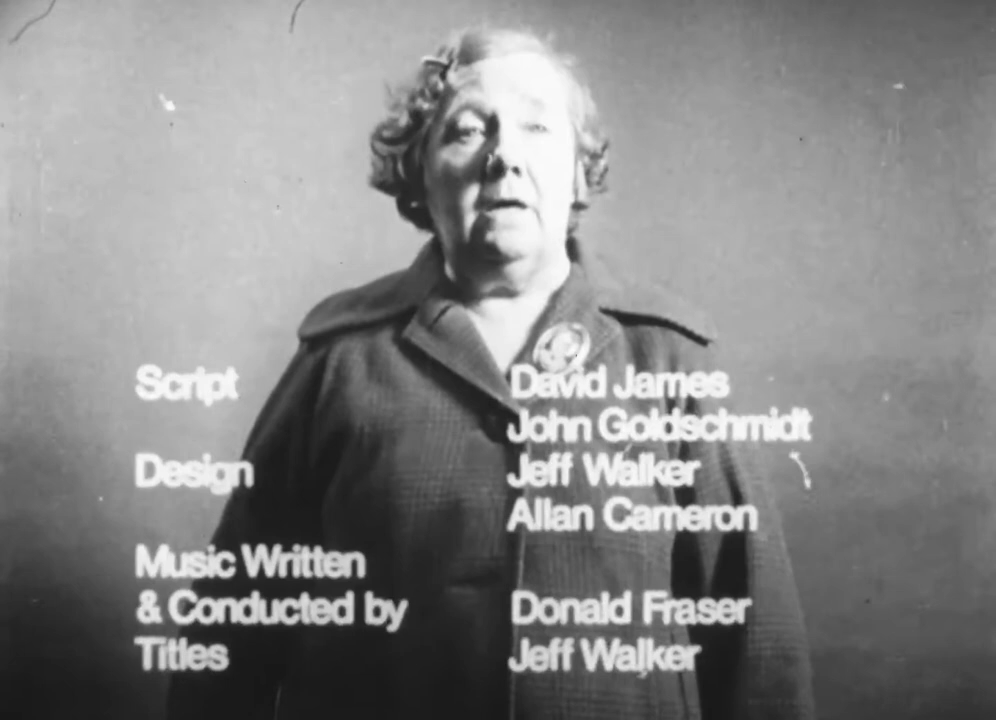 Script David James
John Goldschmidt
Design Jeff Walker
Allan Cameron
Music Written
& Conducted by Donald Fraser
Titles Jeff Walker